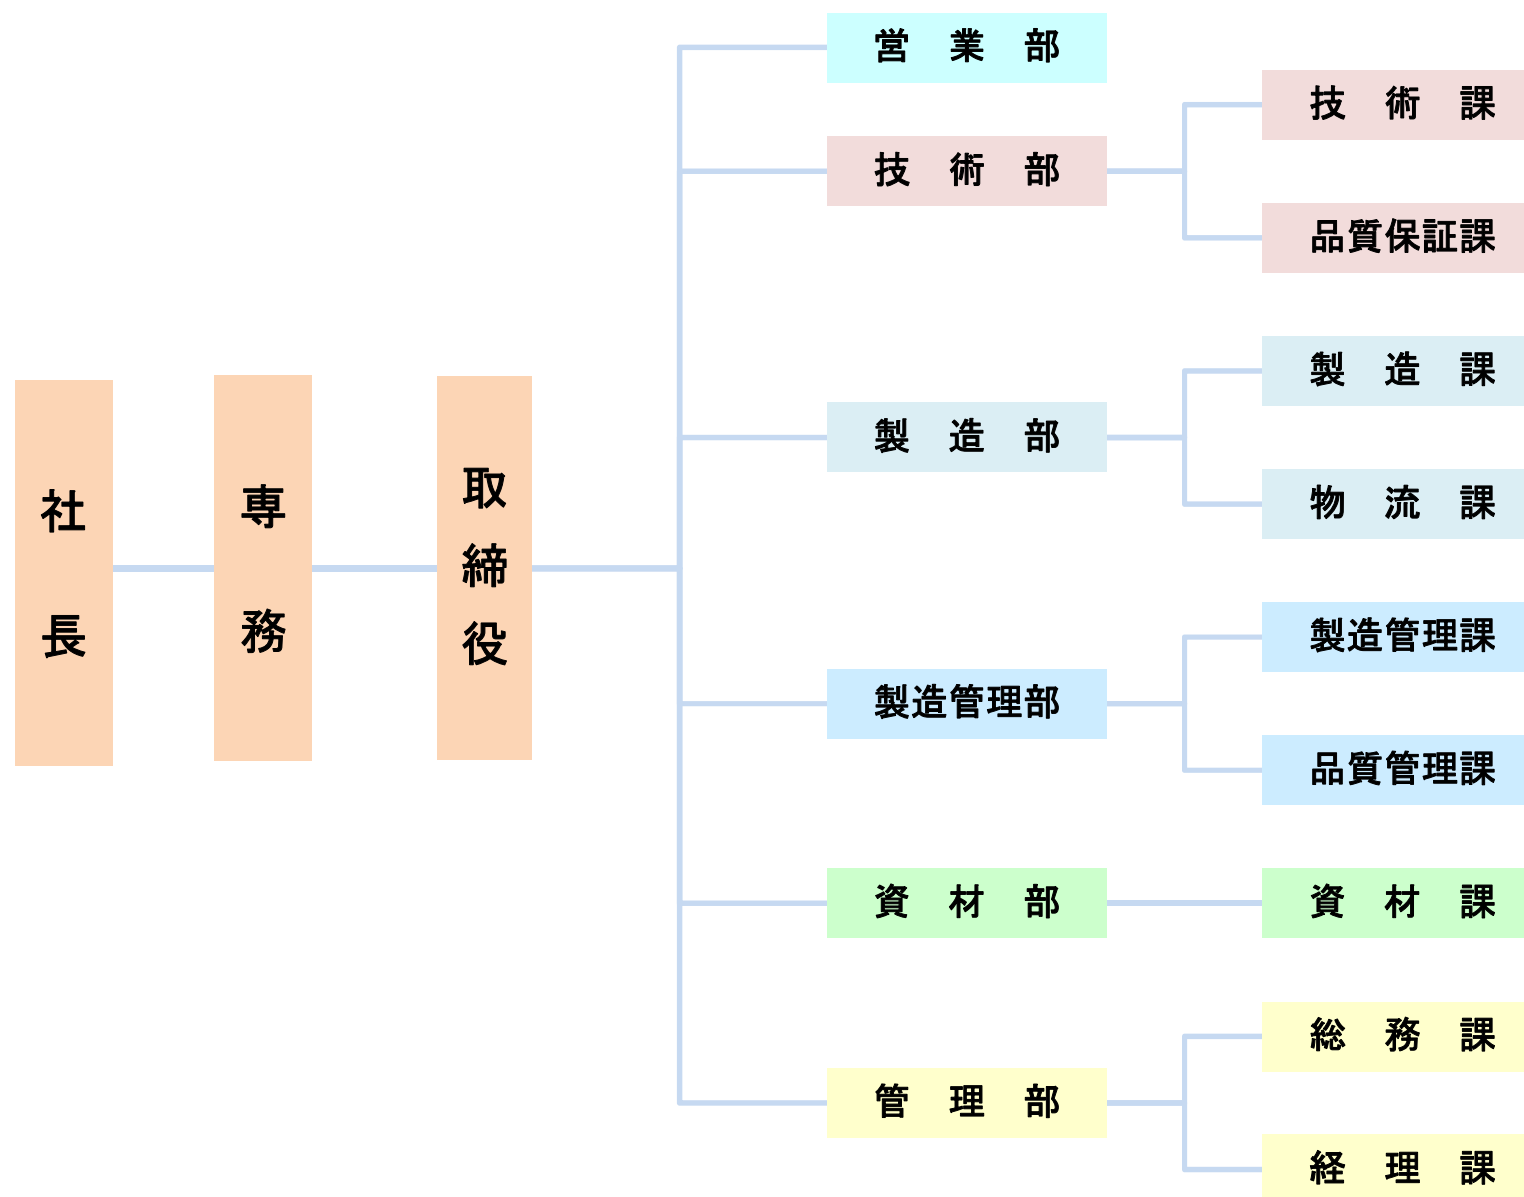 社長
専務
取締役
営業部
技術部
技術課
品質保証課
製造部
製造課
物流課
製造管理部
製造管理課
品質管理課
資材部
資材課
管理部
総務課
経理課